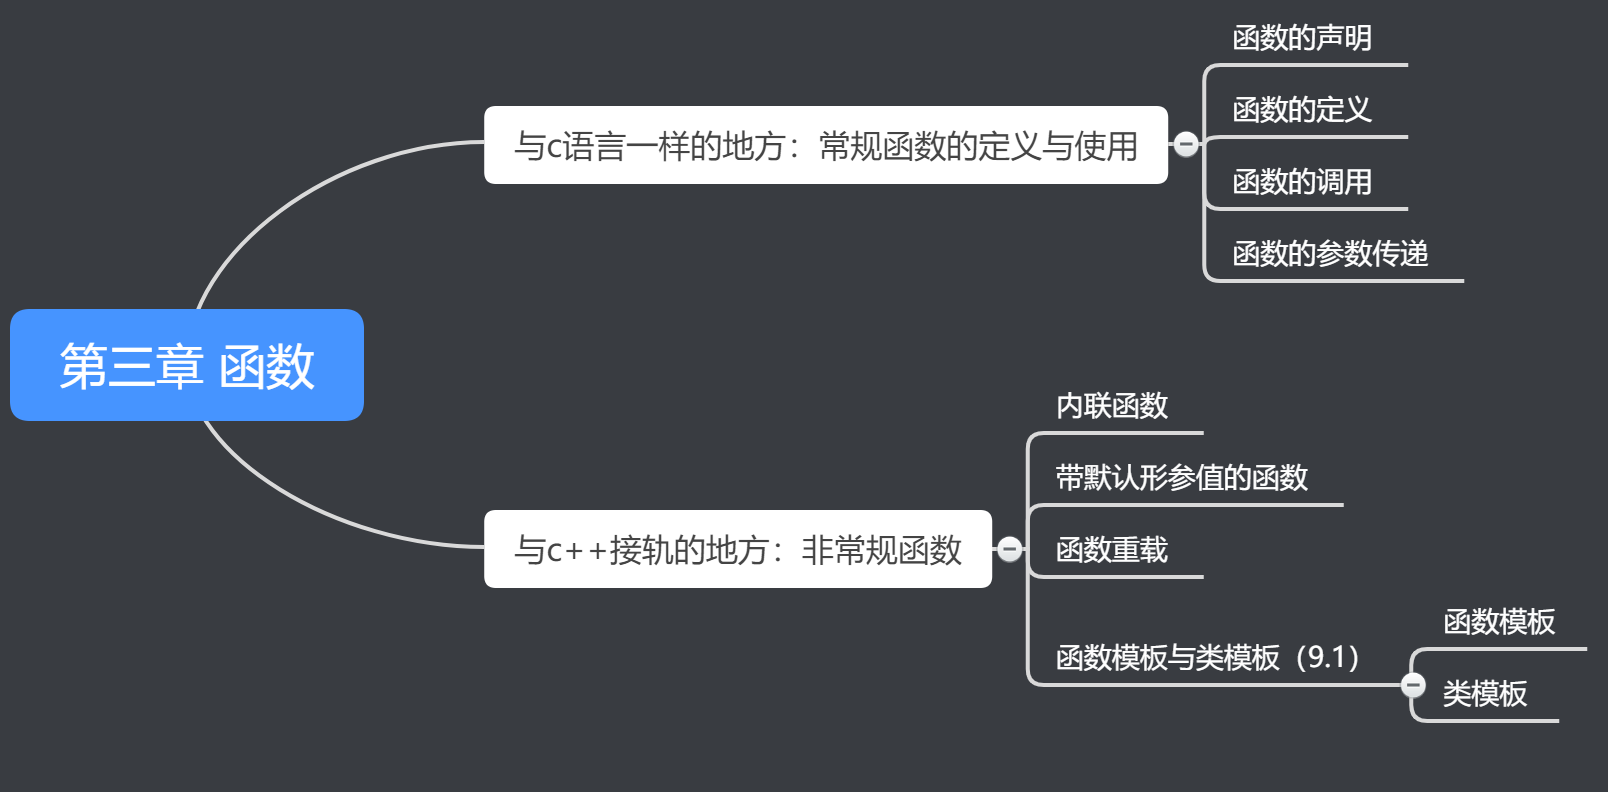 第三章 函数
与c语言一样的地方：常规函数的定义与使用
函数的声明
函数的定义
函数的调用
函数的参数传递
与c++接轨的地方：非常规函数
内联函数
带默认形参值的函数
函数重载
函数模板与类模板（9.1）
函数模板
类模板